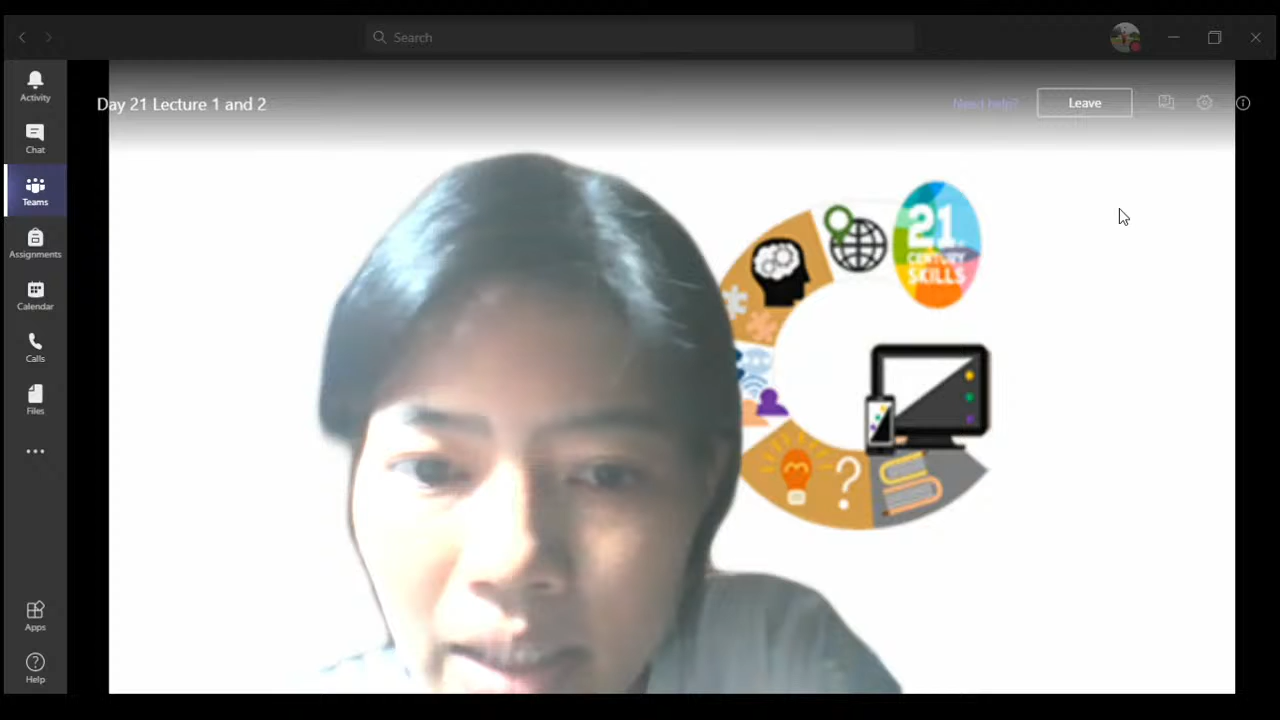 Search
Activity
Day 21 Lecture 1 and 2
Need help?
Leave
Chat
Teams
Assignments
Calendar
Calls
Files
Apps
Help
21
CENTURY
SKILLS
?